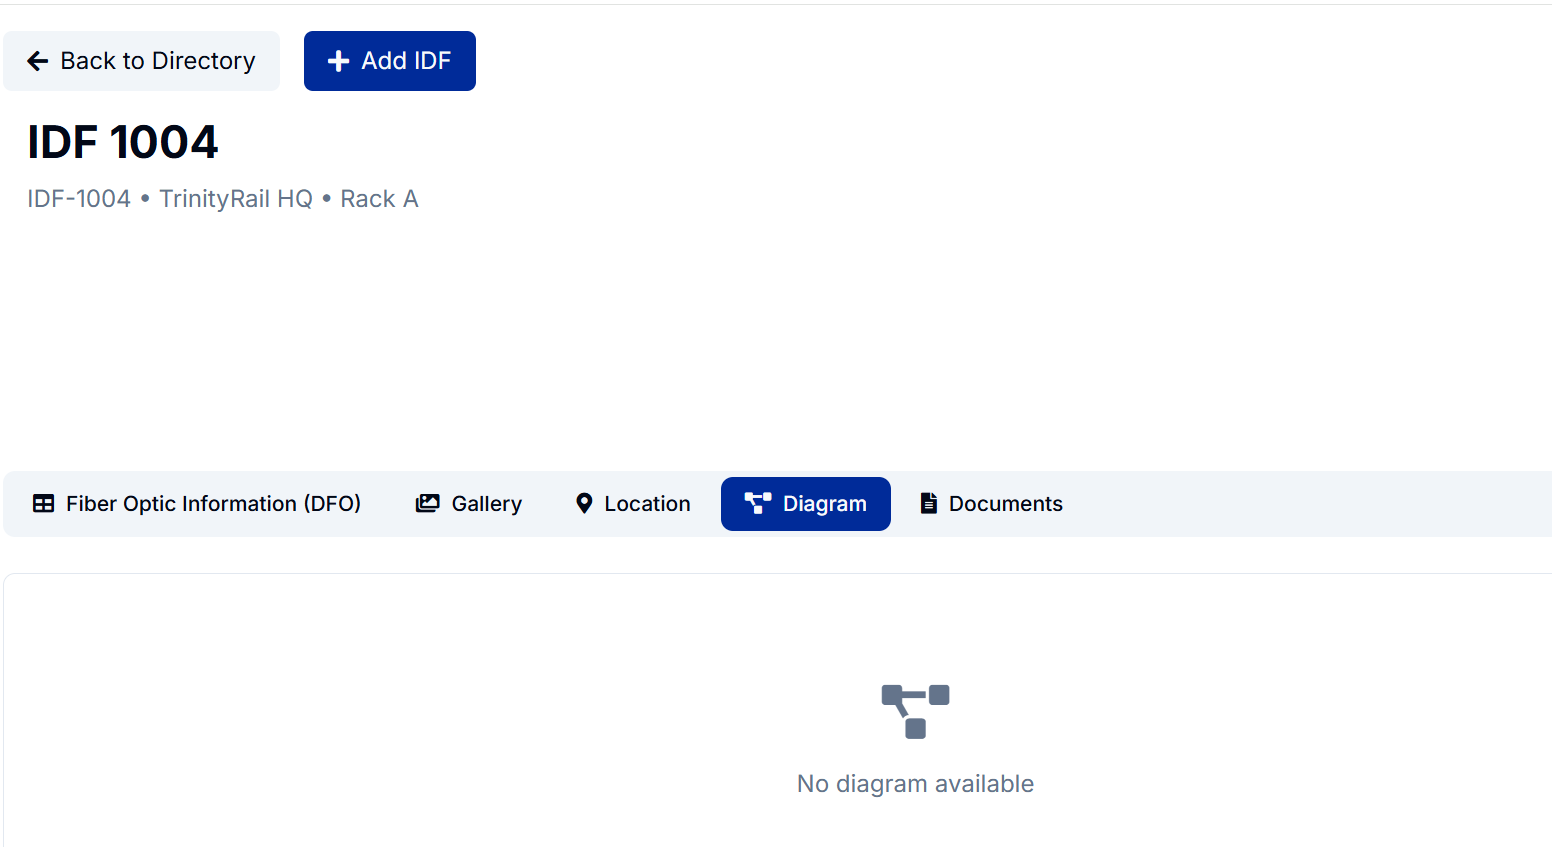 Back to Directory
Add IDF
IDF 1004
IDF-1004 • TrinityRail HQ • Rack A
Fiber Optic Information (DFO)
Gallery
Location
Diagram
Documents
No diagram available